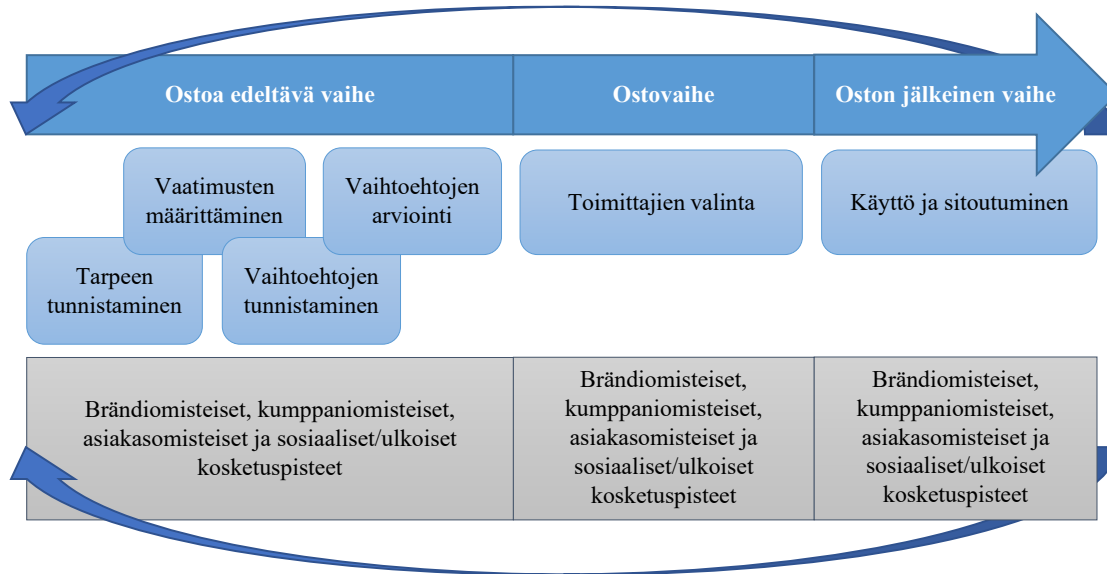 Ostoa edeltävä vaihe
Ostovaihe
Oston jälkeinen vaihe
Vaatimusten
määrittäminen
Vaihtoehtojen
arviointi
Toimittajien valinta
Käyttö ja sitoutuminen
Tarpeen
tunnistaminen
Vaihtoehtojen
tunnistaminen
Brändiomisteiset, kumppaniomisteiset,
asiakasomisteiset ja sosiaaliset/ulkoiset
kosketuspisteet
Brändiomisteiset,
kumppaniomisteiset,
asiakasomisteiset ja
sosiaaliset/ulkoiset
kosketuspisteet
Brändiomisteiset,
kumppaniomisteiset,
asiakasomisteiset ja
sosiaaliset/ulkoiset
kosketuspisteet